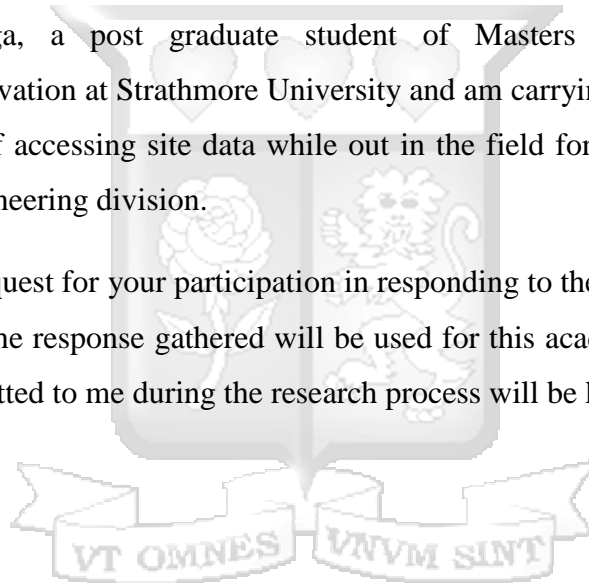 ga, a post graduate student of Masters
vation at Strathmore University and am carryin
f accessing site data while out in the field for
neering division.
quest for your participation in responding to the
ne response gathered will be used for this acad
tted to me during the research process will be
VT OMNES VNVM SINT